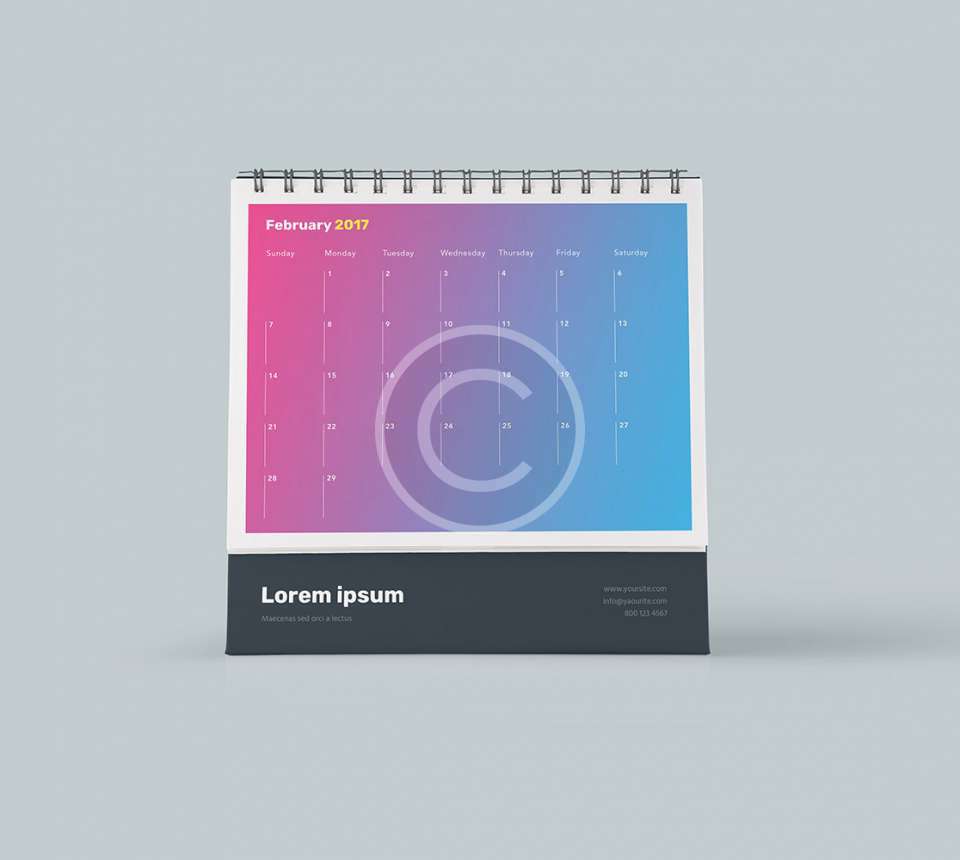 February 2017
Sunday Monday Tuesday Wednesday Thursday Friday Saturday
1 2 3 4 5 6
7 8 9 10 11 12 13
14 15 16 17 18 19 20
21 22 23 24 25 26 27
28 29
C
Lorem ipsum
Maecenas sed orci a lectus
www.yoursite.com
info@yaourite.com
800 123 4567